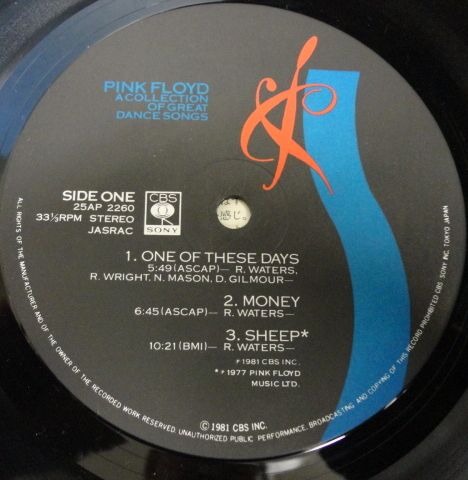 PINK FLOYD
A COLLECTION
OF GREAT
DANCE SONGS
SIDE ONE
25AP 2260
33⅓RPM STEREO
JASRAC
CBS
SONY
1. ONE OF THESE DAYS
5:49 (ASCAP)— R. WATERS,
R. WRIGHT, N. MASON, D. GILMOUR—
2. MONEY
6:45 (ASCAP)— R. WATERS—
3. SHEEP*
10:21 (BMI)— R. WATERS—
℗1981 CBS INC.
*℗1977 PINK FLOYD
MUSIC LTD.
©1981 CBS INC.
ALL RIGHTS OF THE MANUFACTURER AND OF THE OWNER OF THE RECORDED WORK RESERVED. UNAUTHORIZED PUBLIC PERFORMANCE, BROADCASTING AND COPYING OF THIS RECORD PROHIBITED CBS SONY INC. TOKYO JAPAN
感じ。